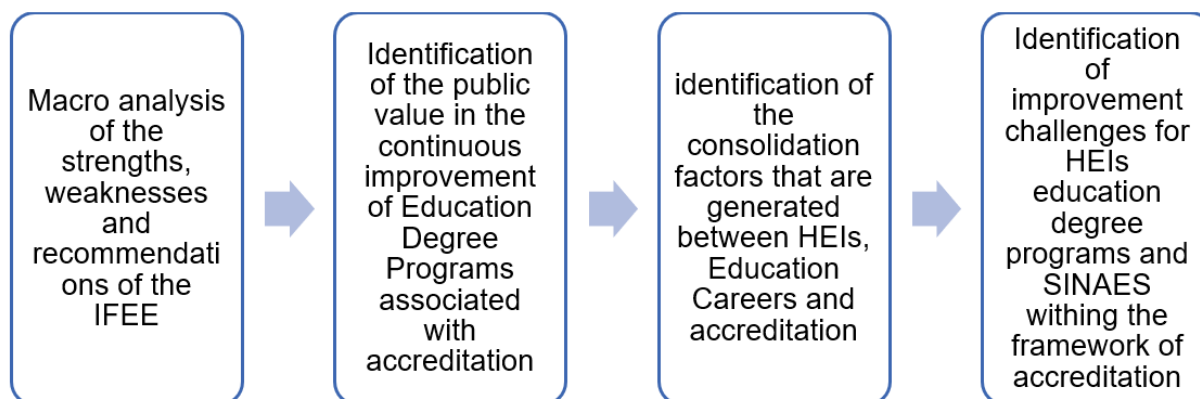 Macro analysis
of the
strengths,
weaknesses
and
recommendati
ons of the
IFEE
Identification
of the public
value in the
continuous
improvement
of Education
Degree
Programs
associated
with
accreditation
identification of
the
consolidation
factors that are
generated
between HEIs,
Education
Careers and
accreditation
Identification
of
improvement
challenges for
HEIs
education
degree
programs and
SINAES
withing the
framework of
accreditation